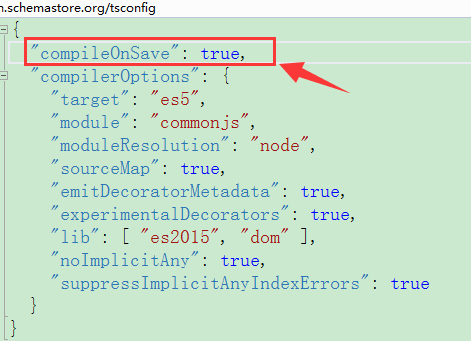 n.schemastore.org/tsconfig
{
"compileOnSave": true,
"compilerOptions": {
"target": "es5",
"module": "commonjs",
"moduleResolution": "node",
"sourceMap": true,
"emitDecoratorMetadata": true,
"experimentalDecorators": true,
"lib": [ "es2015", "dom" ],
"noImplicitAny": true,
"suppressImplicitAnyIndexErrors": true
}
}